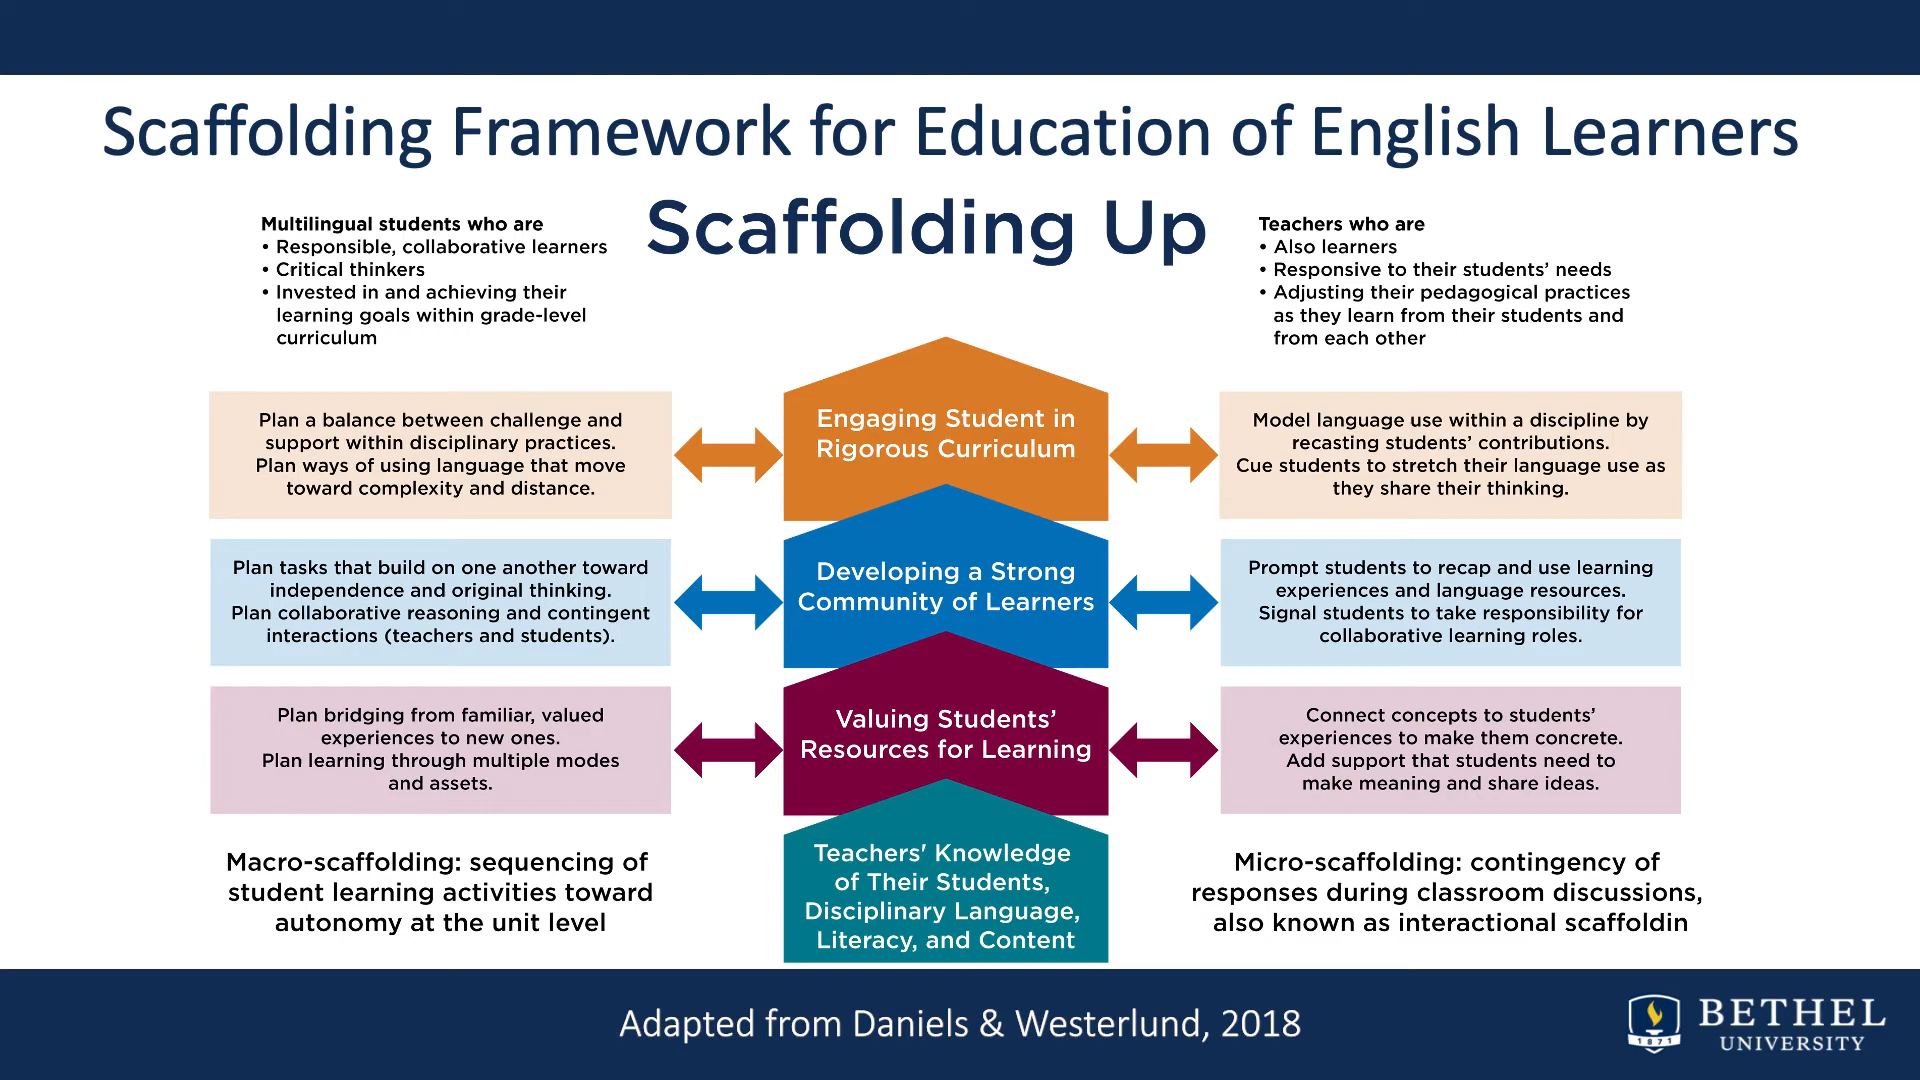 Scaffolding Framework for Education of English Learners
Scaffolding Up
Multilingual students who are
• Responsible, collaborative learners
• Critical thinkers
• Invested in and achieving their
learning goals within grade-level
curriculum
Teachers who are
• Also learners
• Responsive to their students’ needs
• Adjusting their pedagogical practices
as they learn from their students and
from each other
Plan a balance between challenge and
support within disciplinary practices.
Plan ways of using language that move
toward complexity and distance.
Engaging Student in
Rigorous Curriculum
Model language use within a discipline by
recasting students’ contributions.
Cue students to stretch their language use as
they share their thinking.
Plan tasks that build on one another toward
independence and original thinking.
Plan collaborative reasoning and contingent
interactions (teachers and students).
Developing a Strong
Community of Learners
Prompt students to recap and use learning
experiences and language resources.
Signal students to take responsibility for
collaborative learning roles.
Plan bridging from familiar, valued
experiences to new ones.
Plan learning through multiple modes
and assets.
Valuing Students’
Resources for Learning
Connect concepts to students’
experiences to make them concrete.
Add support that students need to
make meaning and share ideas.
Macro-scaffolding: sequencing of
student learning activities toward
autonomy at the unit level
Teachers' Knowledge
of Their Students,
Disciplinary Language,
Literacy, and Content
Micro-scaffolding: contingency of
responses during classroom discussions,
also known as interactional scaffoldin
Adapted from Daniels & Westerlund, 2018
1871
BETHEL
UNIVERSITY